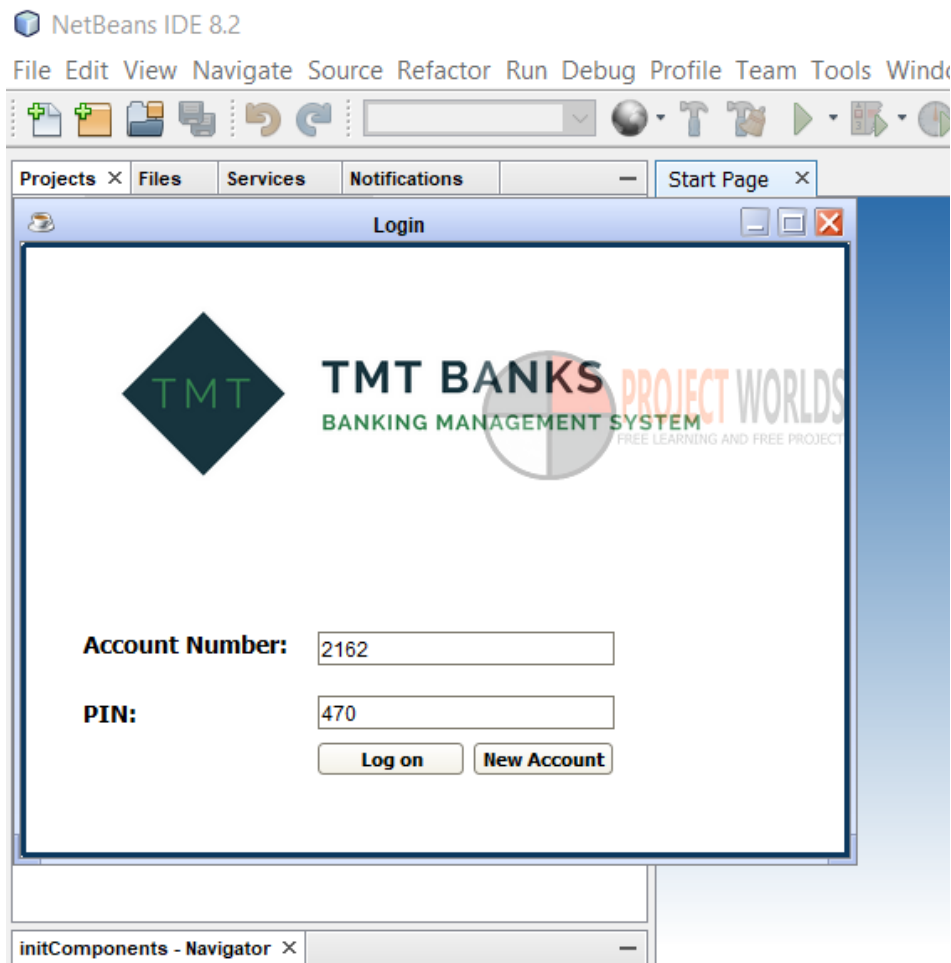 NetBeans IDE 8.2
File Edit View Navigate Source Refactor Run Debug Profile Team Tools Windo
Projects Files Services Notifications Start Page
Login
TMT
TMT BANKS
BANKING MANAGEMENT SYSTEM
PROJECT WORLDS
FREE LEARNING AND FREE PROJECT
Account Number: 2162
PIN: 470
Log on New Account
initComponents - Navigator